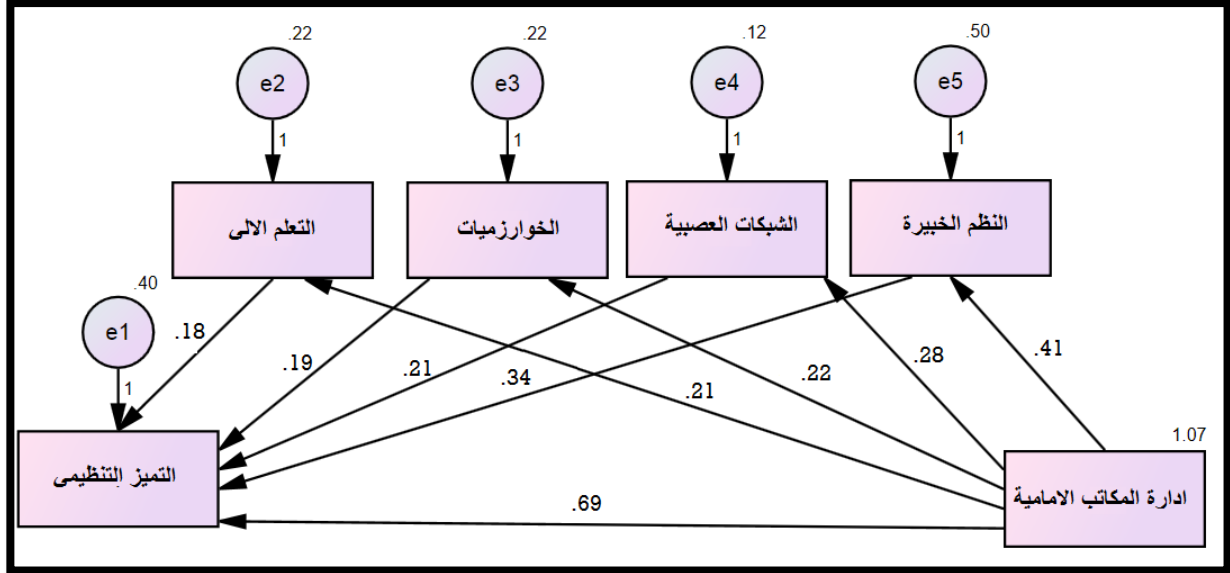 .22
.22
.12
.50
e2
e3
e4
e5
1
1
1
1
التعلم الالى
الخوارزميات
الشبكات العصبية
النظم الخبيرة
.40
e1
1
.18
.19
.21
.34
.21
.22
.28
.41
1.07
التميز التنظيمى
ادارة المكاتب الامامية
.69